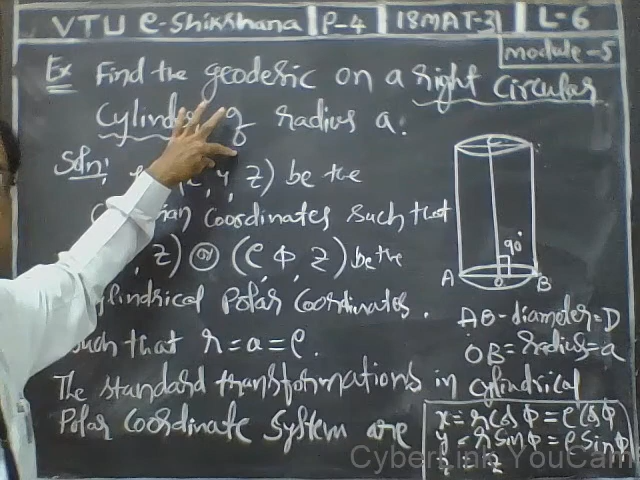 VTU e-Shikshana | P-4 | 18MAT-31 | L-6
module-5
Ex Find the geodesic on a right Circular
Cylinder of radius a.
Soln; z) be the
Coordinates such that
, z) or (ρ, φ, z) be the
Polar Coordinates.
such that r = a = ρ.
The standard transformations in cylindrical
Polar Coordinate System are
90°
A O B
AB - diameter = D
OB = radius = a
x = r cos φ = ρ cos φ
y = r sin φ = ρ sin φ
z = z
CyberLink YouCam